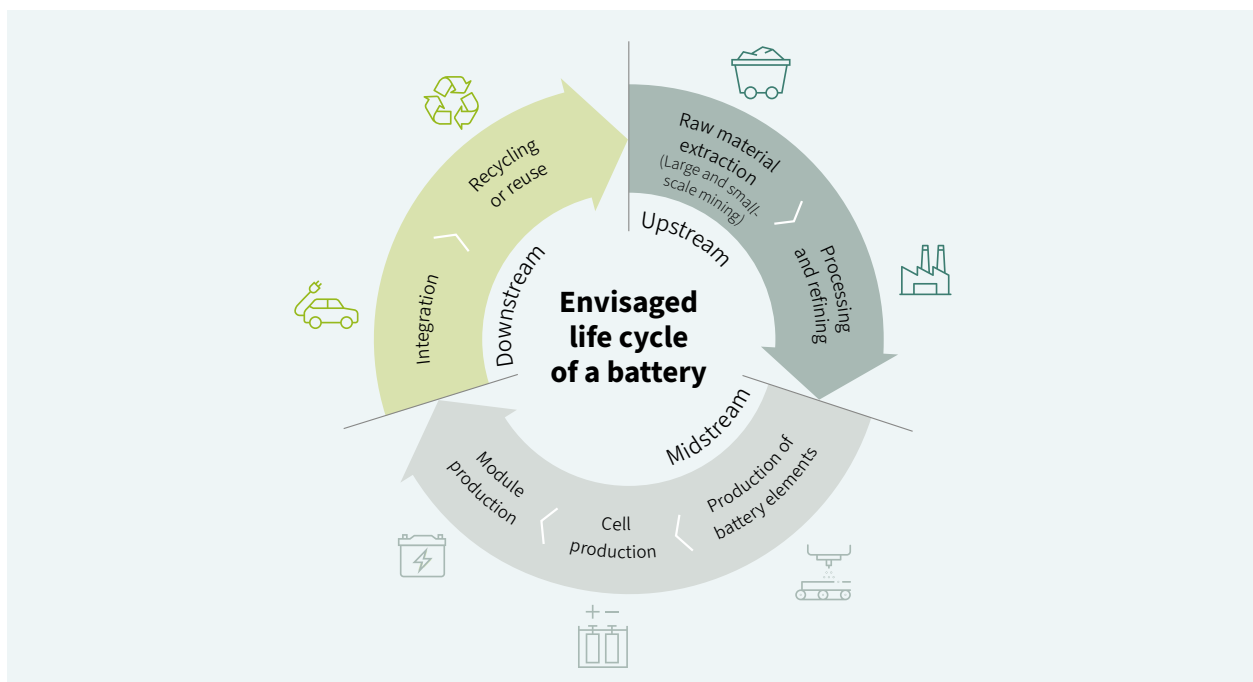 Envisaged
life cycle
of a battery
Upstream
Raw material
extraction
(Large and small-
scale mining)
Processing
and refining
Midstream
Production of
battery elements
Cell
production
Module
production
Downstream
Integration
Recycling
or reuse